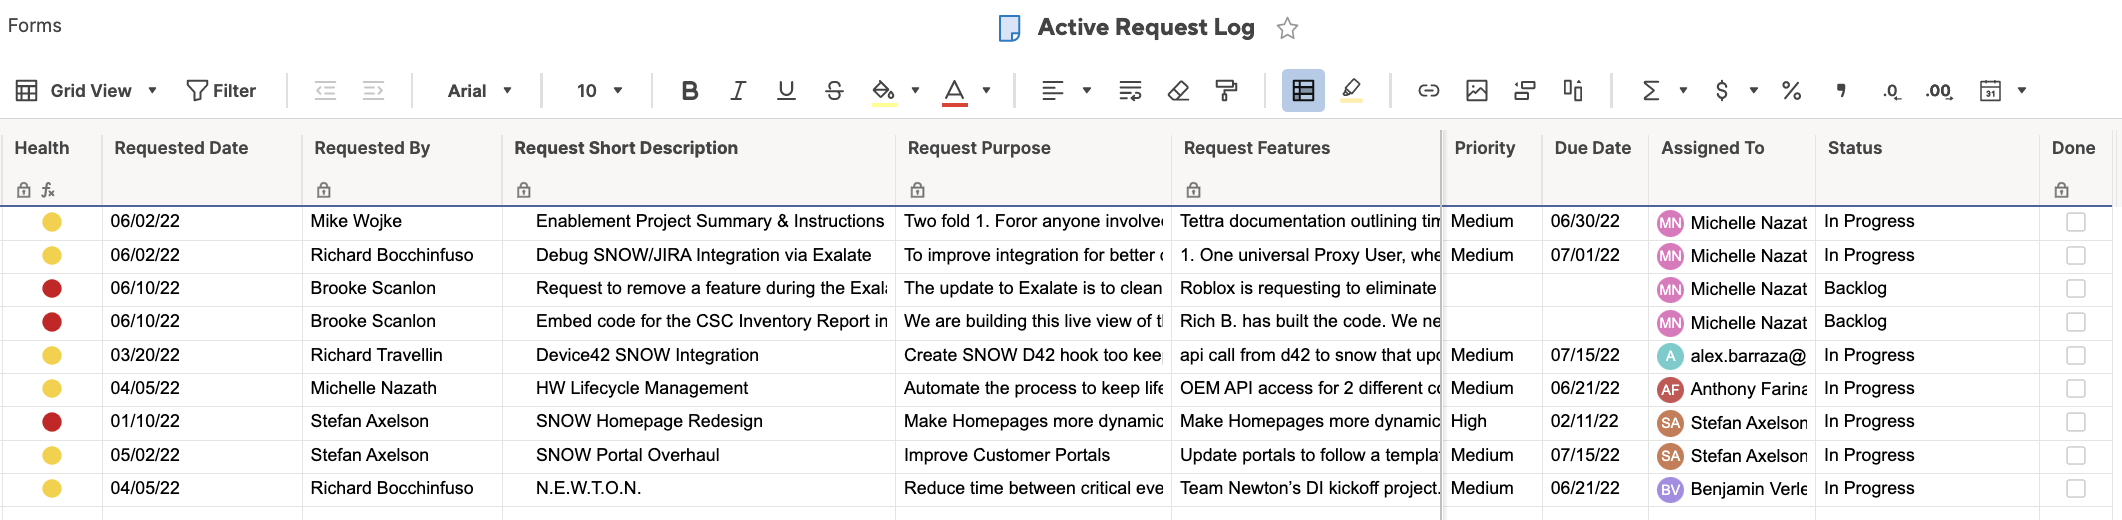 Forms
Active Request Log
Grid View Filter Arial 10 B I U S A Σ $ % , .0 .00 31
Health Requested Date Requested By Request Short Description Request Purpose Request Features Priority Due Date Assigned To Status Done
fx
06/02/22 Mike Wojke Enablement Project Summary & Instructions Two fold 1. Foror anyone involve Tettra documentation outlining tim Medium 06/30/22 MN Michelle Nazat In Progress
06/02/22 Richard Bocchinfuso Debug SNOW/JIRA Integration via Exalate To improve integration for better 1. One universal Proxy User, whe Medium 07/01/22 MN Michelle Nazat In Progress
06/10/22 Brooke Scanlon Request to remove a feature during the Exala The update to Exalate is to clean Roblox is requesting to eliminate MN Michelle Nazat Backlog
06/10/22 Brooke Scanlon Embed code for the CSC Inventory Report in We are building this live view of Rich B. has built the code. We ne MN Michelle Nazat Backlog
03/20/22 Richard Travellin Device42 SNOW Integration Create SNOW D42 hook too kee api call from d42 to snow that upd Medium 07/15/22 A alex.barraza@ In Progress
04/05/22 Michelle Nazath HW Lifecycle Management Automate the process to keep life OEM API access for 2 different Medium 06/21/22 AF Anthony Farina In Progress
01/10/22 Stefan Axelson SNOW Homepage Redesign Make Homepages more dynamic Make Homepages more dynamic High 02/11/22 SA Stefan Axelson In Progress
05/02/22 Stefan Axelson SNOW Portal Overhaul Improve Customer Portals Update portals to follow a templa Medium 07/15/22 SA Stefan Axelson In Progress
04/05/22 Richard Bocchinfuso N.E.W.T.O.N. Reduce time between critical eve Team Newton's DI kickoff project. Medium 06/21/22 BV Benjamin Verle In Progress